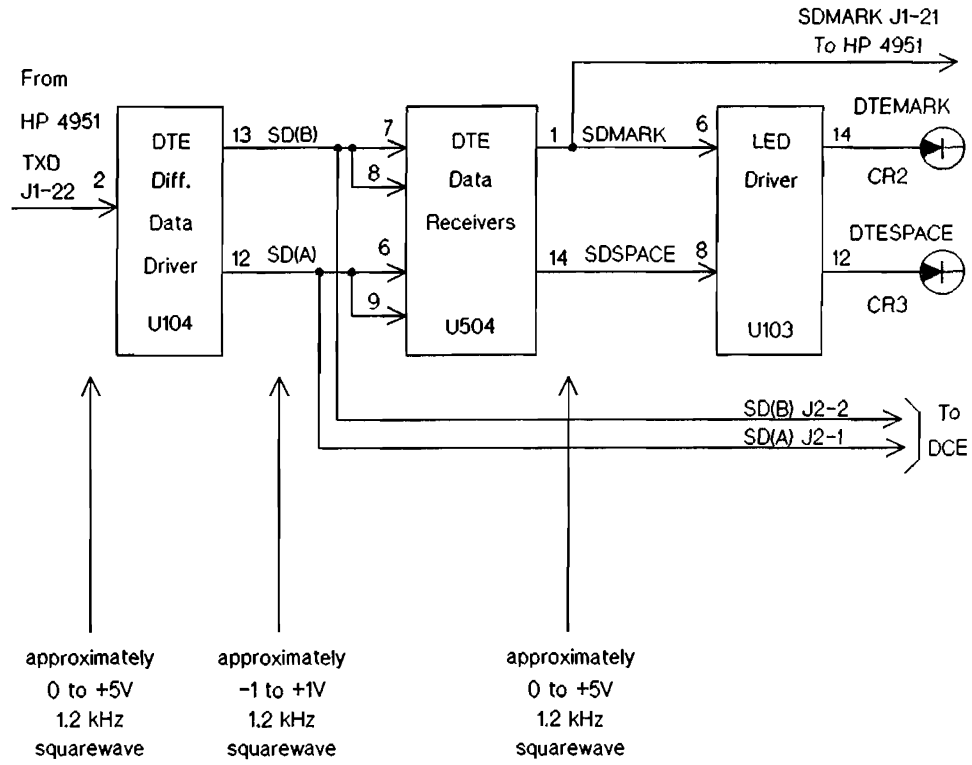 SDMARK J1-21
To HP 4951
From
HP 4951
TXD
J1-22
2
DTE
Diff.
Data
Driver
U104
13 SD(B)
12 SD(A)
7
8
6
9
DTE
Data
Receivers
U504
1 SDMARK
14 SDSPACE
6
8
LED
Driver
U103
14
12
DTEMARK
CR2
DTESPACE
CR3
SD(B) J2-2
SD(A) J2-1
To
DCE
approximately
0 to +5V
1.2 kHz
squarewave
approximately
-1 to +1V
1.2 kHz
squarewave
approximately
0 to +5V
1.2 kHz
squarewave